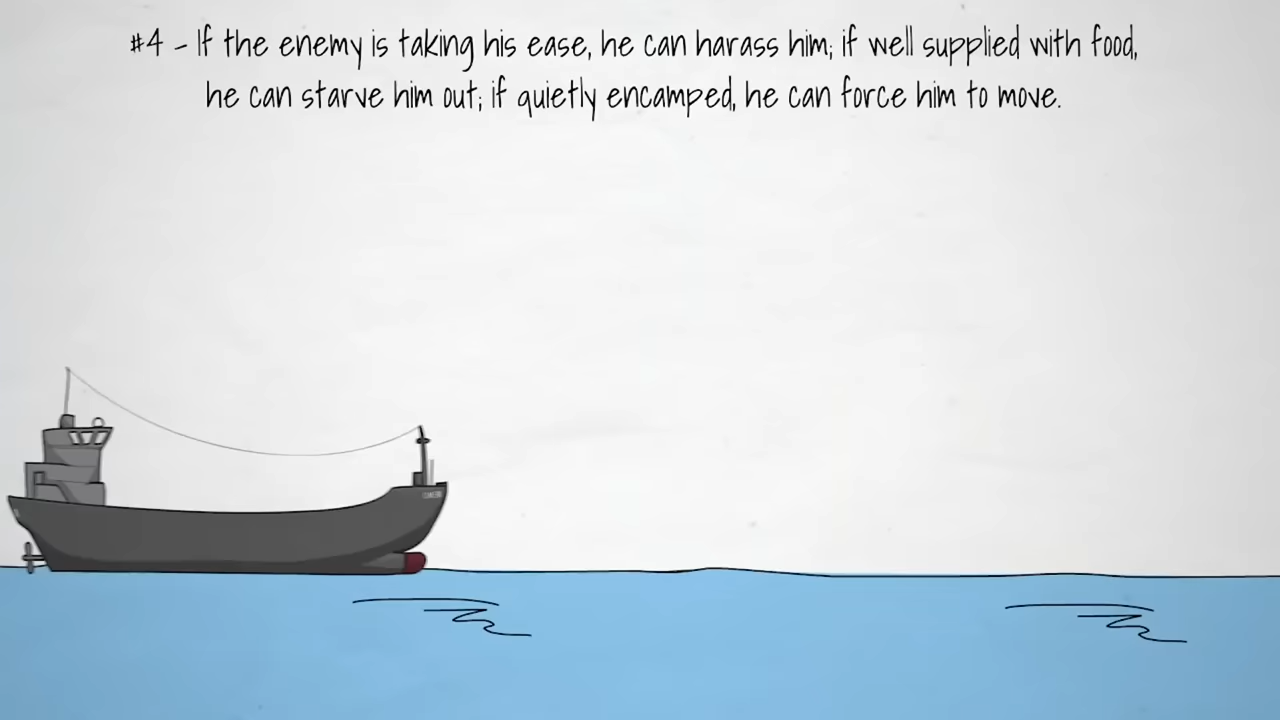 #4 - If the enemy is taking his ease, he can harass him; if well supplied with food,
he can starve him out; if quietly encamped, he can force him to move.